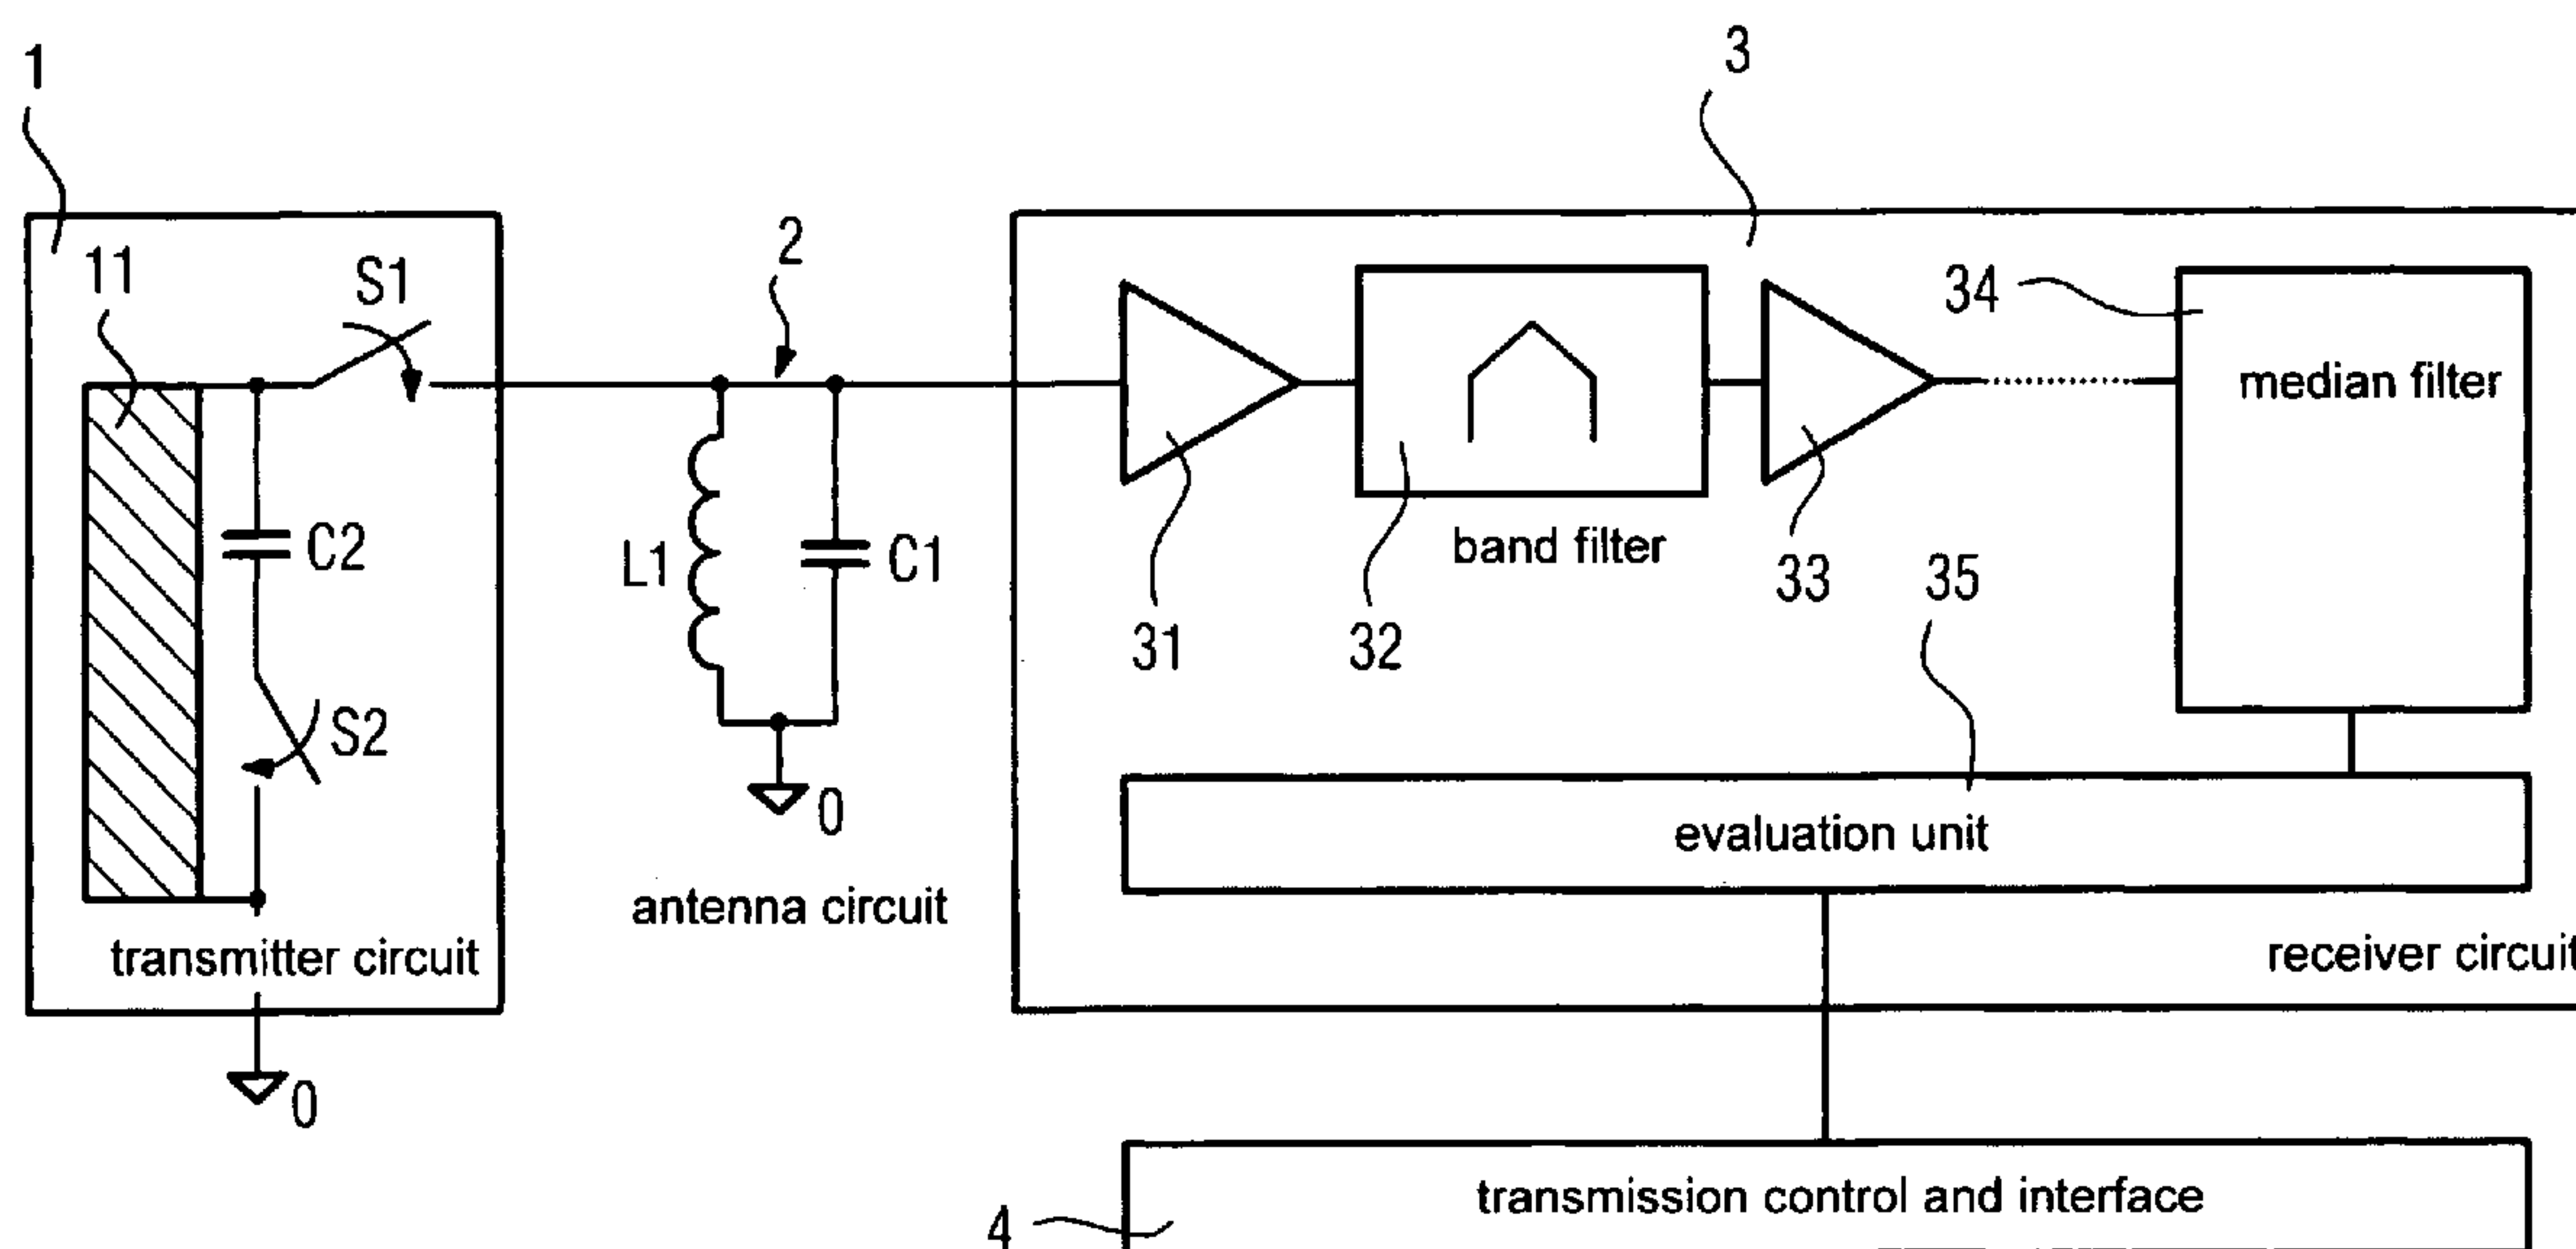 1
3
2
11
S1
34
median filter
C2
L1
C1
band filter
31
32
33
35
S2
0
evaluation unit
antenna circuit
transmitter circuit
receiver circuit
0
transmission control and interface
4